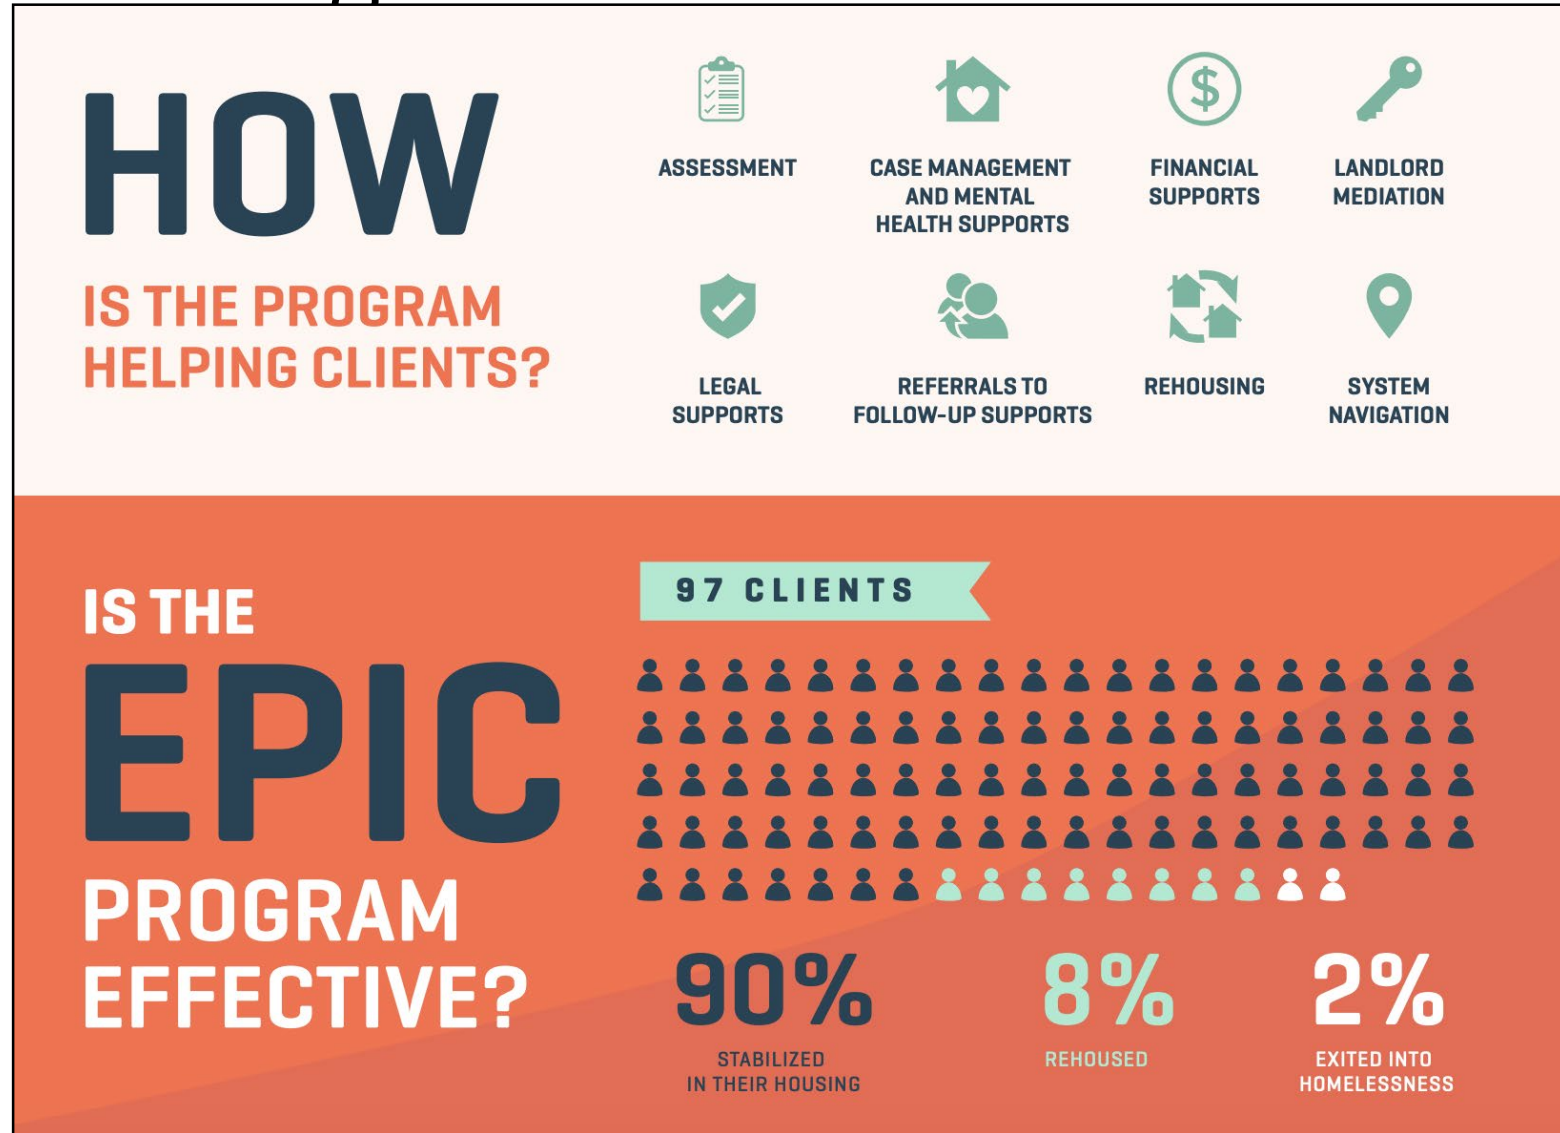 HOW
IS THE PROGRAM
HELPING CLIENTS?
ASSESSMENT
CASE MANAGEMENT
AND MENTAL
HEALTH SUPPORTS
FINANCIAL
SUPPORTS
LANDLORD
MEDIATION
LEGAL
SUPPORTS
REFERRALS TO
FOLLOW-UP SUPPORTS
REHOUSING
SYSTEM
NAVIGATION
IS THE
EPIC
PROGRAM
EFFECTIVE?
97 CLIENTS
90%
STABILIZED
IN THEIR HOUSING
8%
REHOUSED
2%
EXITED INTO
HOMELESSNESS